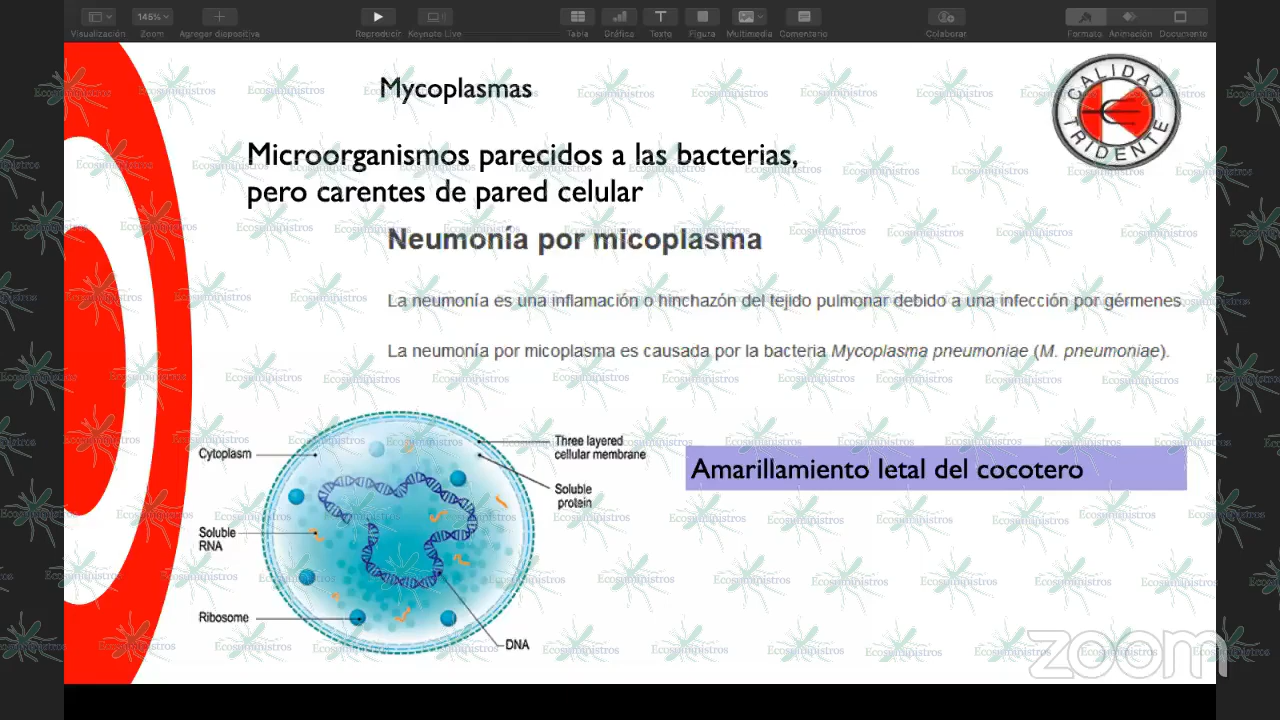 Visualización
145%
Zoom
Agregar diapositiva
Reproducir
Keynote Live
Tabla
Gráfica
Texto
Figura
Multimedia
Comentario
Colaborar
Formato
Animación
Documento
Mycoplasmas
CALIDAD
TRIDENTE
Microorganismos parecidos a las bacterias,
pero carentes de pared celular
Neumonía por micoplasma
La neumonía es una inflamación o hinchazón del tejido pulmonar debido a una infección por gérmenes.
La neumonía por micoplasma es causada por la bacteria Mycoplasma pneumoniae (M. pneumoniae).
Cytoplasm
Three layered
cellular membrane
Soluble
protein
Soluble
RNA
Ribosome
DNA
Amarillamiento letal del cocotero
Ecosuministros
zoom